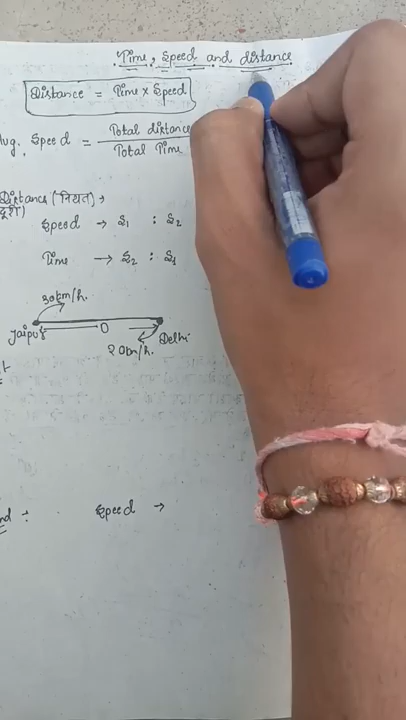 Time, Speed and distance
Distance = Time × Speed
Avg. Speed = Total distance
Total Time
Distance (नियत) →
दूरी
Speed → S₁ : S₂
Time → S₂ : S₁
30km/h.
Jaipur O Delhi
20km/h.
Speed →